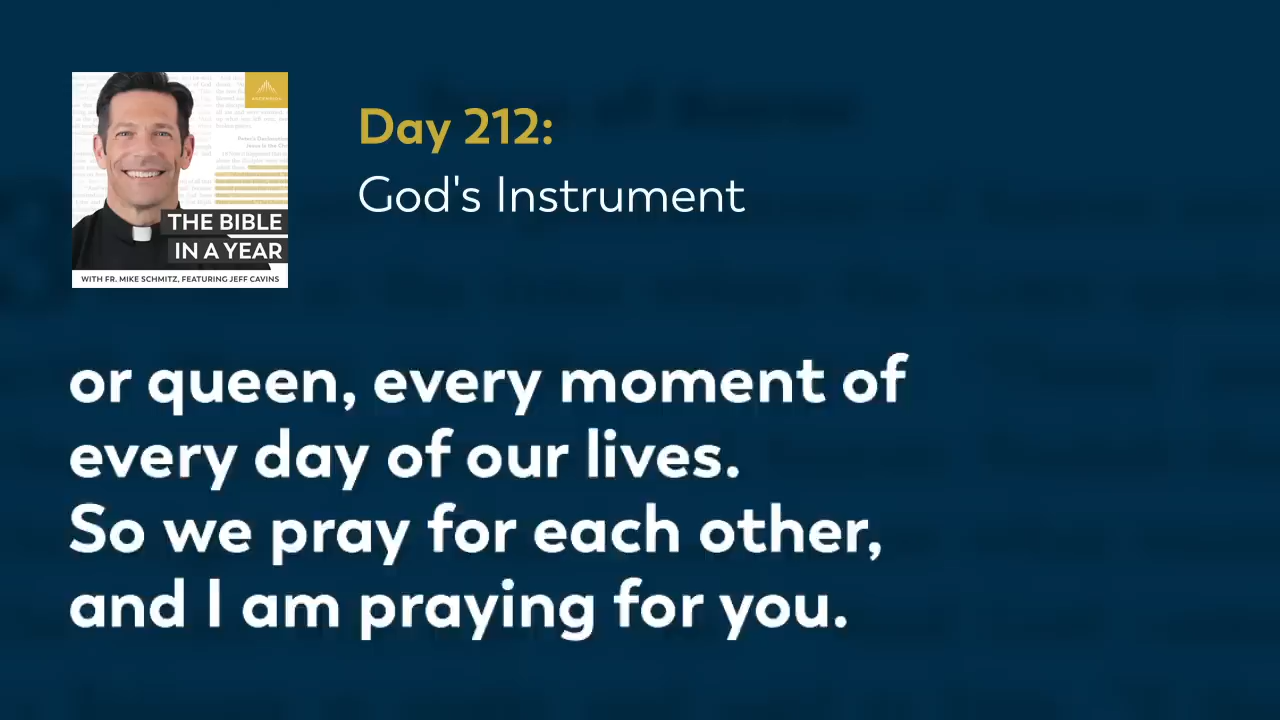 Day 212:
God's Instrument
THE BIBLE
IN A YEAR
WITH FR. MIKE SCHMITZ, FEATURING JEFF CAVINS
or queen, every moment of
every day of our lives.
So we pray for each other,
and I am praying for you.